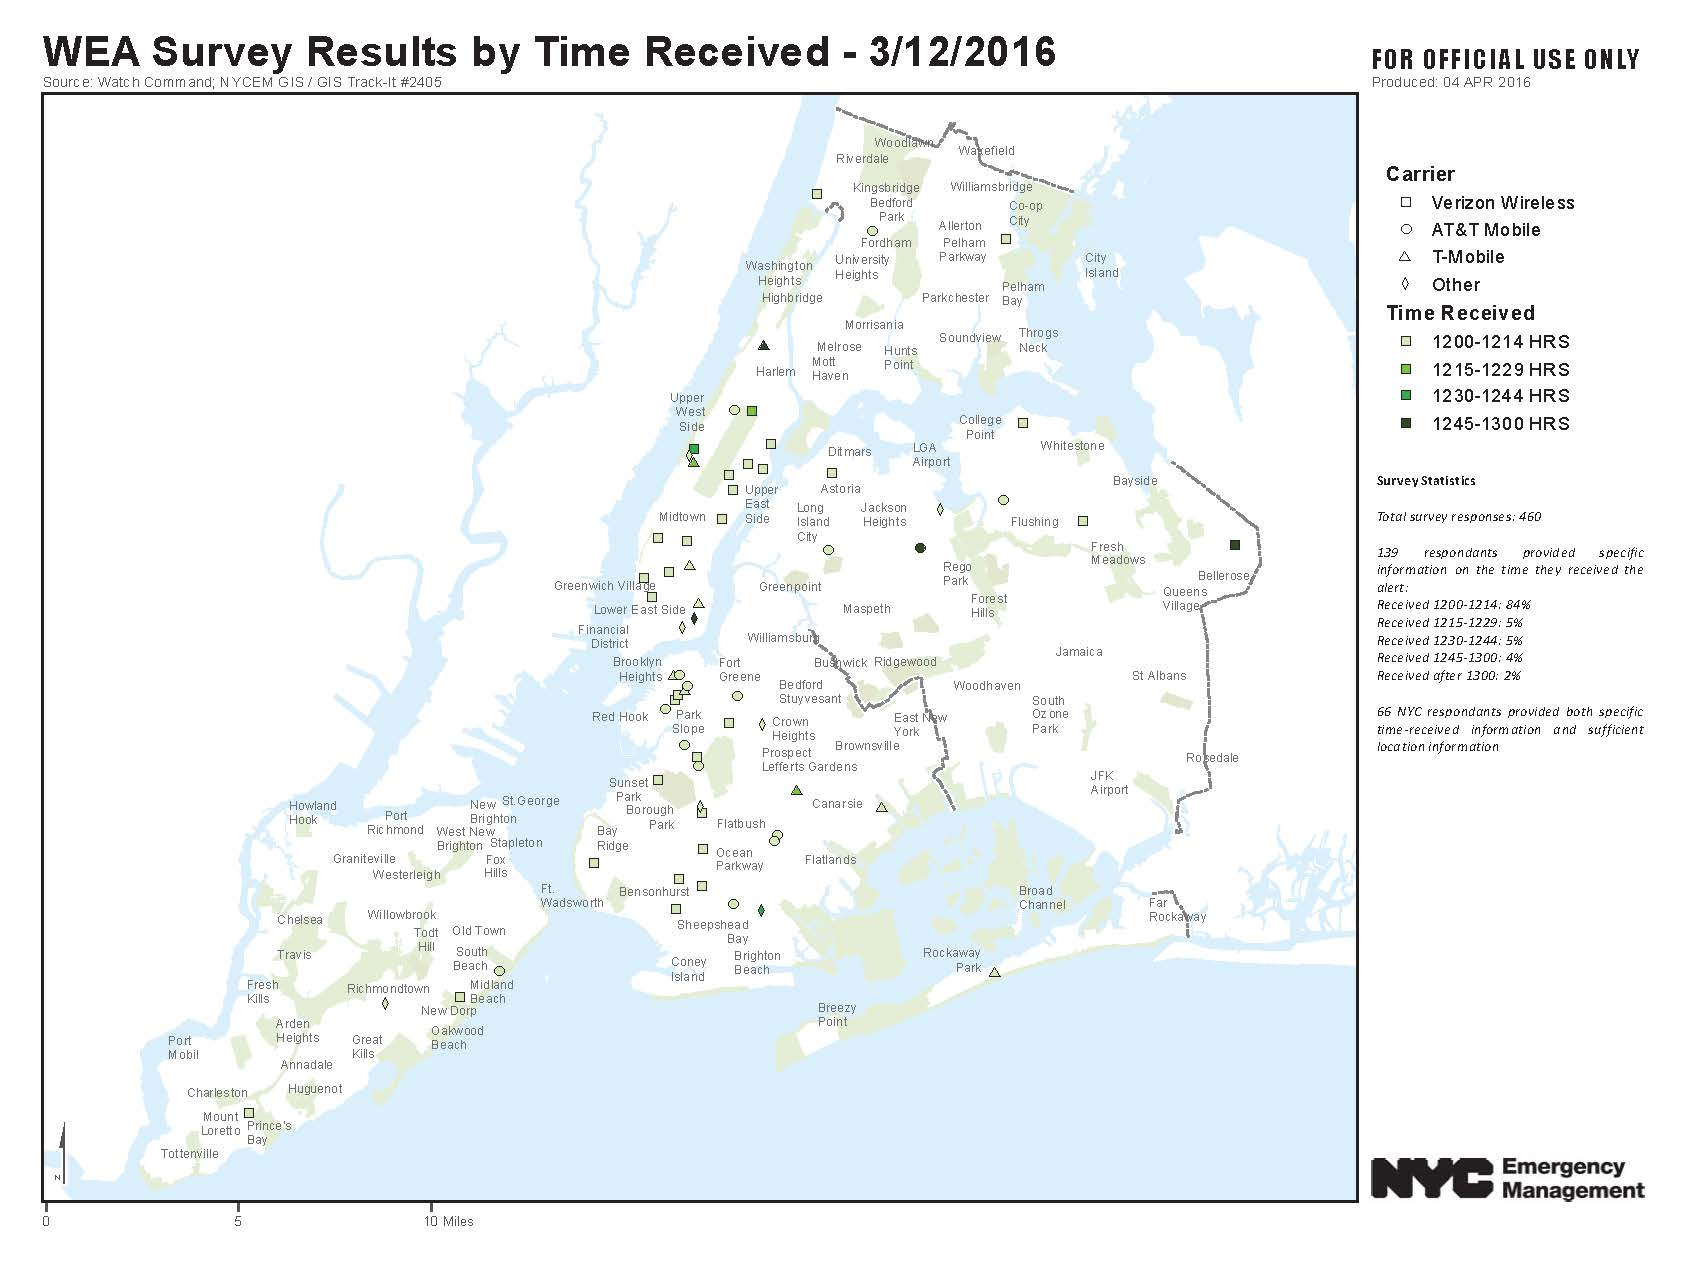 WEA Survey Results by Time Received - 3/12/2016
Source: Watch Command; NYCEM GIS / GIS Track-It #2405
FOR OFFICIAL USE ONLY
Produced: 04 APR 2016
Carrier
Verizon Wireless
AT&T Mobile
T-Mobile
Other
Time Received
1200-1214 HRS
1215-1229 HRS
1230-1244 HRS
1245-1300 HRS
Survey Statistics
Total survey responses: 460
139 respondants provided specific
information on the time they received the
alert:
Received 1200-1214: 84%
Received 1215-1229: 5%
Received 1230-1244: 5%
Received 1245-1300: 4%
Received after 1300: 2%
66 NYC respondants provided both specific
time-received information and sufficient
location information
Woodlawn
Wakefield
Riverdale
Kingsbridge
Williamsbridge
Bedford
Park
Co-op
City
Allerton
Fordham
Pelham
Parkway
University
Heights
City
Island
Washington
Heights
Highbridge
Parkchester
Pelham
Bay
Morrisania
Soundview
Throgs
Neck
Melrose
Mott
Haven
Hunts
Point
Harlem
Upper
West
Side
College
Point
Whitestone
Ditmars
LGA
Airport
Bayside
Upper
East
Side
Astoria
Long
Island
City
Jackson
Heights
Midtown
Flushing
Fresh
Meadows
Rego
Park
Bellerose
Greenwich Village
Greenpoint
Queens
Village
Forest
Hills
Lower East Side
Maspeth
Financial
District
Williamsburg
Jamaica
Brooklyn
Heights
Fort
Greene
Bushwick
Ridgewood
St Albans
Bedford
Stuyvesant
Woodhaven
South
Ozone
Park
Red Hook
Park
Slope
Crown
Heights
East New
York
Brownsville
Prospect
Lefferts Gardens
Rosedale
JFK
Airport
Sunset
Park
Canarsie
Borough
Park
Flatbush
Howland
Hook
Port
Richmond
New
Brighton
St.George
West New
Brighton
Stapleton
Bay
Ridge
Graniteville
Westerleigh
Fox
Hills
Ocean
Parkway
Flatlands
Ft.
Wadsworth
Bensonhurst
Broad
Channel
Far
Rockaway
Chelsea
Willowbrook
Todt
Hill
Old Town
Sheepshead
Bay
Travis
South
Beach
Coney
Island
Brighton
Beach
Rockaway
Park
Fresh
Kills
Richmondtown
Midland
Beach
New Dorp
Breezy
Point
Arden
Heights
Great
Kills
Oakwood
Beach
Port
Mobil
Annadale
Charleston
Huguenot
Mount
Loretto
Prince's
Bay
Tottenville
N
0 5 10 Miles
NYC Emergency
Management